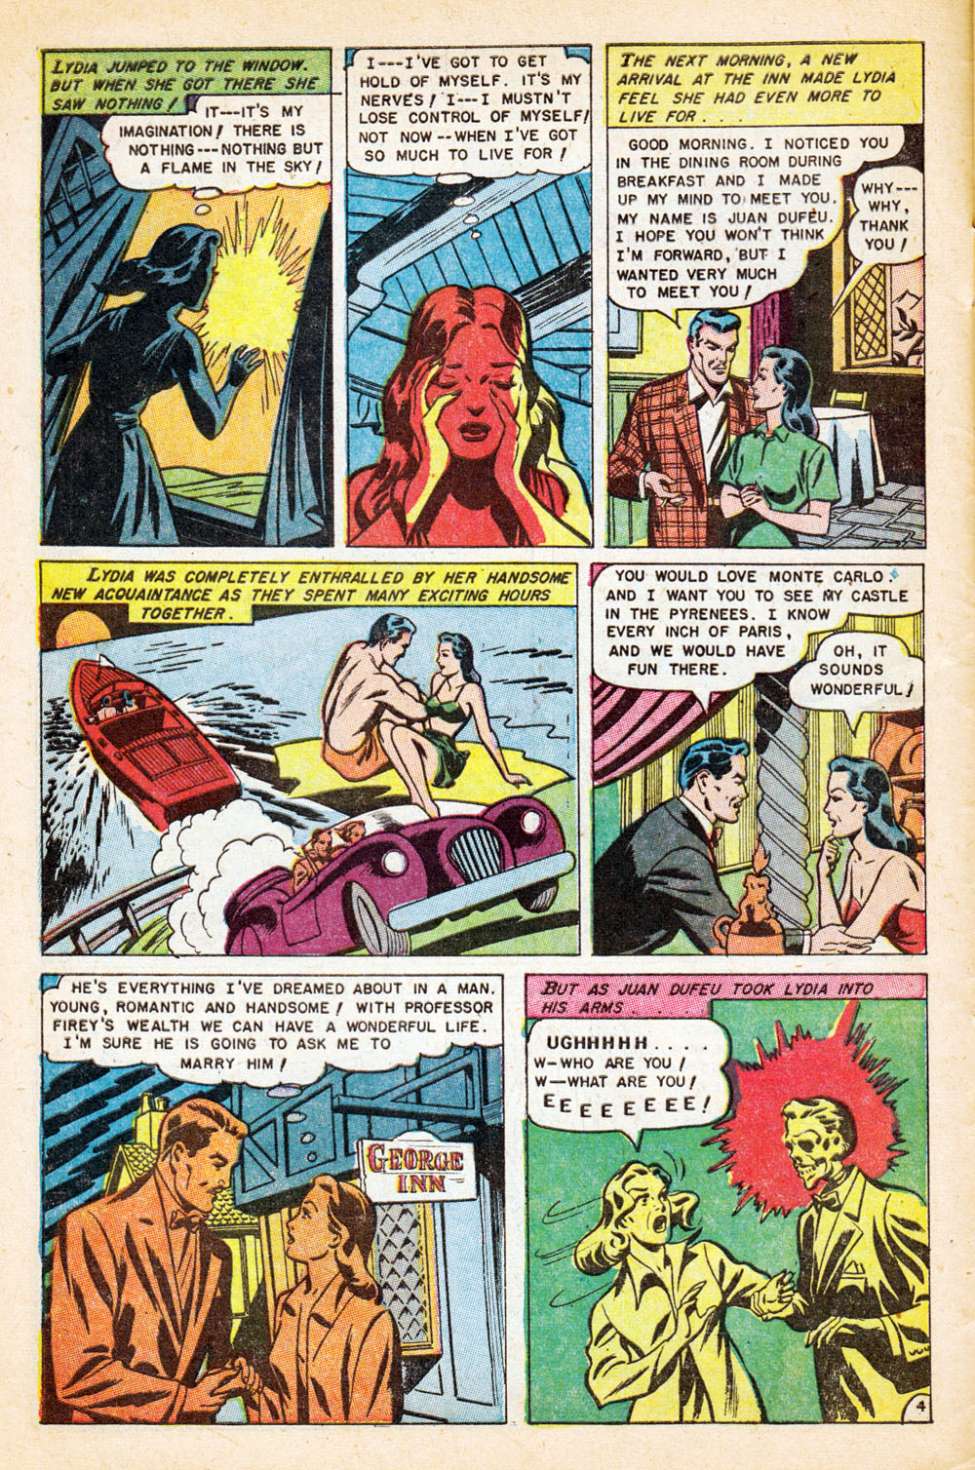 LYDIA JUMPED TO THE WINDOW.
BUT WHEN SHE GOT THERE SHE
SAW NOTHING!
IT---IT'S MY
IMAGINATION! THERE IS
NOTHING---NOTHING BUT
A FLAME IN THE SKY!
I---I'VE GOT TO GET
HOLD OF MYSELF. IT'S MY
NERVES! I---I MUSTN'T
LOSE CONTROL OF MYSELF!
NOT NOW--WHEN I'VE GOT
SO MUCH TO LIVE FOR!
THE NEXT MORNING, A NEW
ARRIVAL AT THE INN MADE LYDIA
FEEL SHE HAD EVEN MORE TO
LIVE FOR . . .
GOOD MORNING. I NOTICED YOU
IN THE DINING ROOM DURING
BREAKFAST AND I MADE
UP MY MIND TO MEET YOU.
MY NAME IS JUAN DUFEU.
I HOPE YOU WON'T THINK
I'M FORWARD, BUT I
WANTED VERY MUCH
TO MEET YOU!
WHY---
WHY,
THANK
YOU!
LYDIA WAS COMPLETELY ENTHRALLED BY HER HANDSOME
NEW ACQUAINTANCE AS THEY SPENT MANY EXCITING HOURS
TOGETHER.
YOU WOULD LOVE MONTE CARLO.
AND I WANT YOU TO SEE MY CASTLE
IN THE PYRENEES. I KNOW
EVERY INCH OF PARIS,
AND WE WOULD HAVE
FUN THERE.
OH, IT
SOUNDS
WONDERFUL!
HE'S EVERYTHING I'VE DREAMED ABOUT IN A MAN.
YOUNG, ROMANTIC AND HANDSOME! WITH PROFESSOR
FIREY'S WEALTH WE CAN HAVE A WONDERFUL LIFE.
I'M SURE HE IS GOING TO ASK ME TO
MARRY HIM!
GEORGE
INN
BUT AS JUAN DUFEU TOOK LYDIA INTO
HIS ARMS . . .
UGHHHHH . . . .
W-WHO ARE YOU!
W--WHAT ARE YOU!
EEEEEEEE!
4